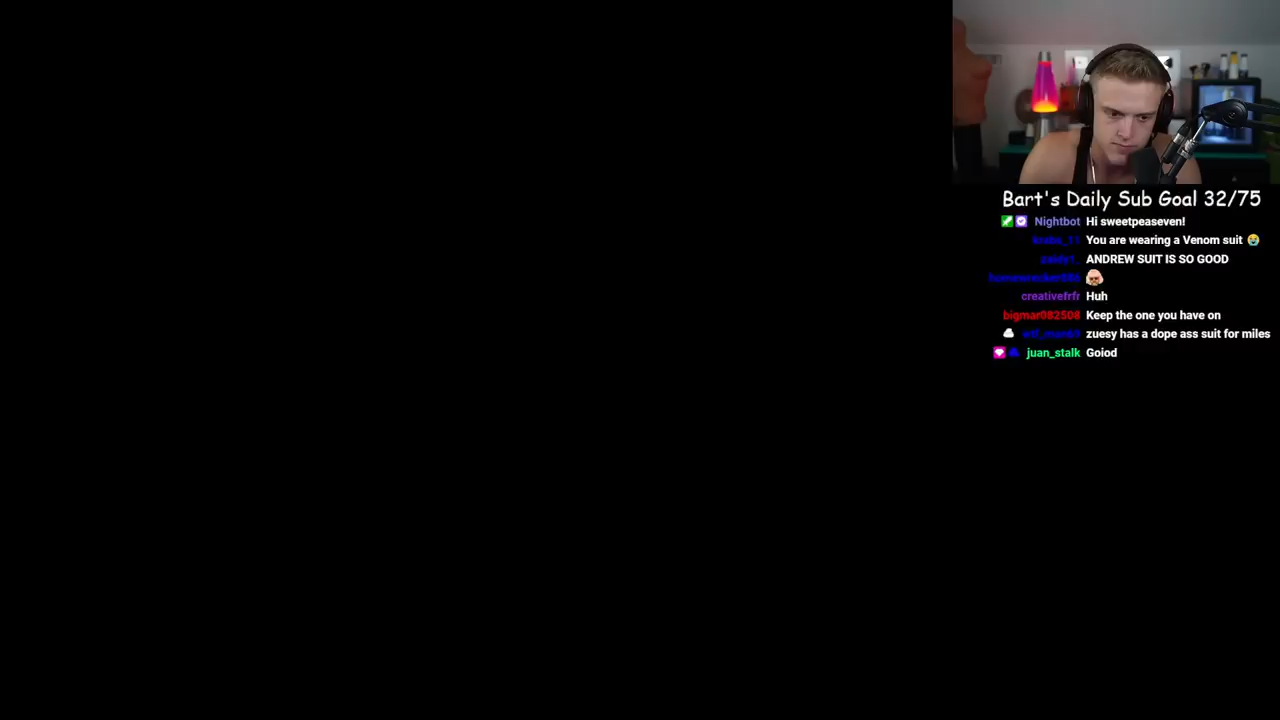 Bart's Daily Sub Goal 32/75
Nightbot Hi sweetpeaseven!
krabs_11 You are wearing a Venom suit 😭
ANDREW SUIT IS SO GOOD
creativefrfr Huh
bigmar082508 Keep the one you have on
zuesy has a dope ass suit for miles
juan_stalk Goiod